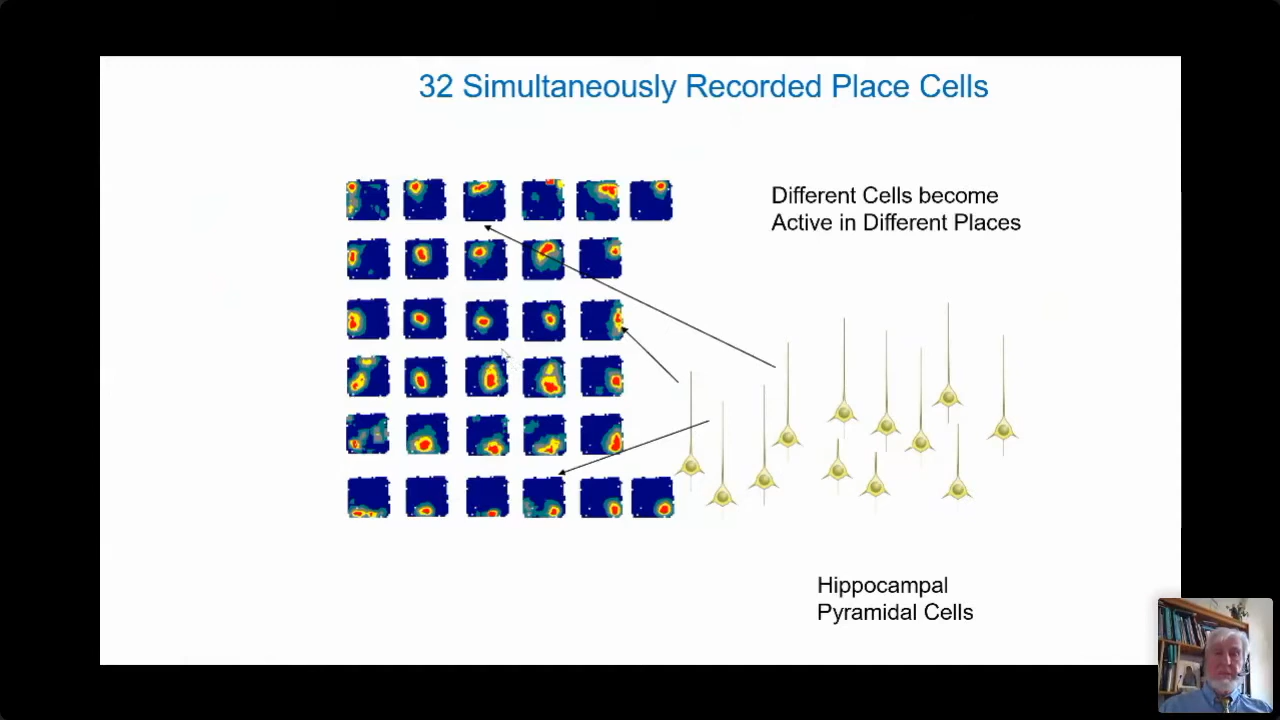 32 Simultaneously Recorded Place Cells
Different Cells become
Active in Different Places
Hippocampal
Pyramidal Cells